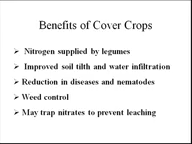 Benefits of Cover Crops
➤ Nitrogen supplied by legumes
➤ Improved soil tilth and water infiltration
➤ Reduction in diseases and nematodes
➤ Weed control
➤ May trap nitrates to prevent leaching